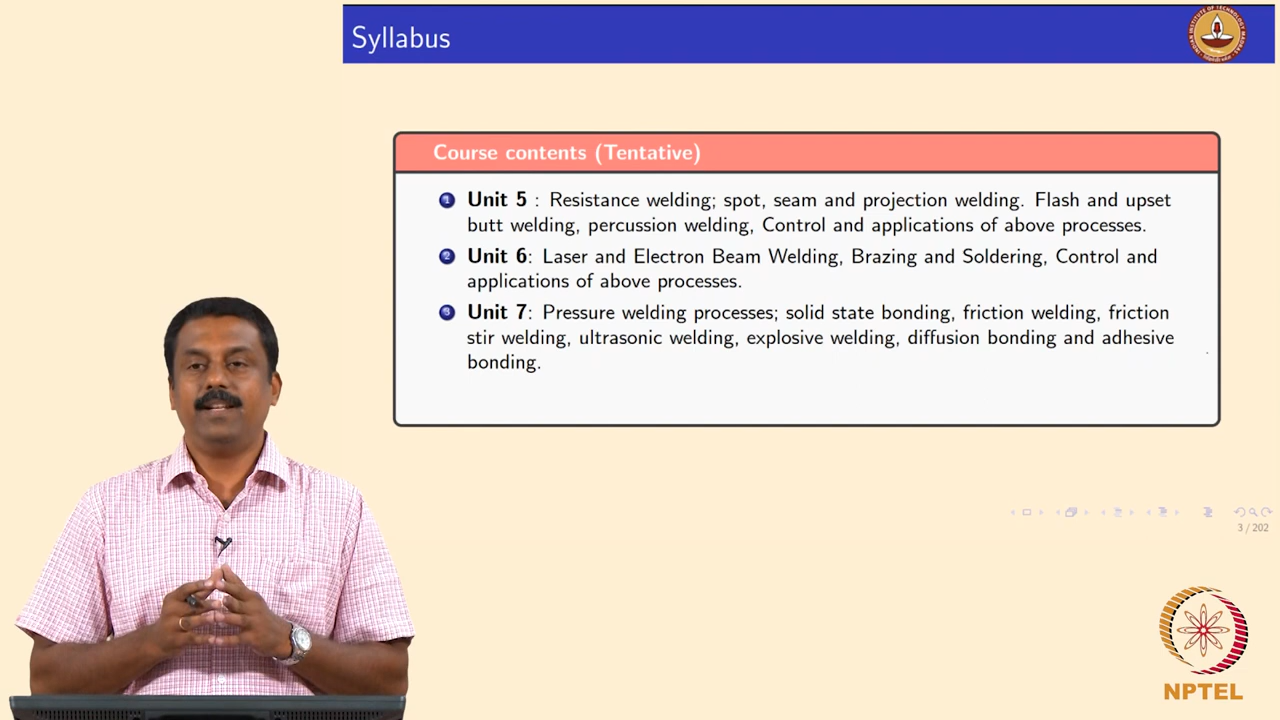 Syllabus
Course contents (Tentative)
1 Unit 5 : Resistance welding; spot, seam and projection welding. Flash and upset
butt welding, percussion welding, Control and applications of above processes.
2 Unit 6: Laser and Electron Beam Welding, Brazing and Soldering, Control and
applications of above processes.
3 Unit 7: Pressure welding processes; solid state bonding, friction welding, friction
stir welding, ultrasonic welding, explosive welding, diffusion bonding and adhesive
bonding.
3 / 202
NPTEL